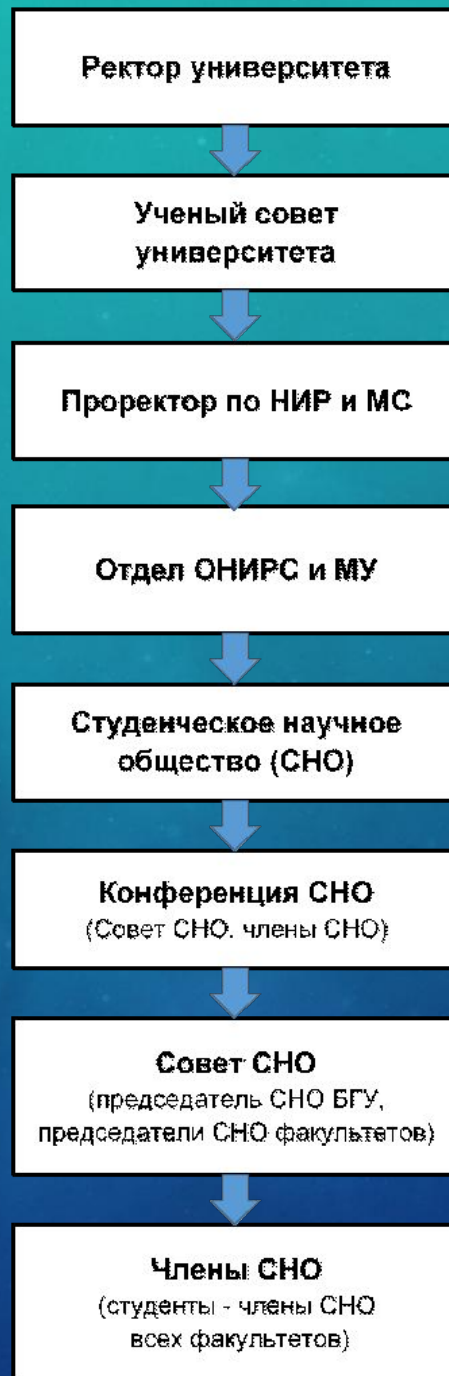 Ректор университета
Ученый совет
университета
Проректор по НИР и МС
Отдел ОНИРС и МУ
Студенческое научное
общество (СНО)
Конференция СНО
(Совет СНО. члены СНО)
Совет СНО
(председатель СНО БГУ,
председатели СНО факультетов)
Члены СНО
(студенты - члены СНО
всех факультетов)